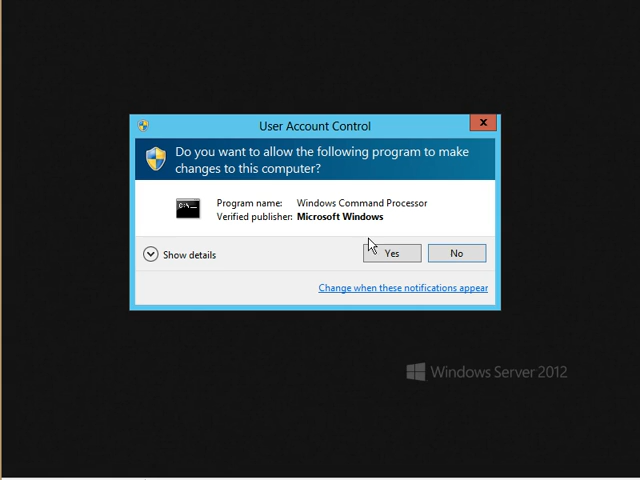 User Account Control
x
Do you want to allow the following program to make
changes to this computer?
C:\_
Program name: Windows Command Processor
Verified publisher: Microsoft Windows
Show details
Yes
No
Change when these notifications appear
Windows Server 2012